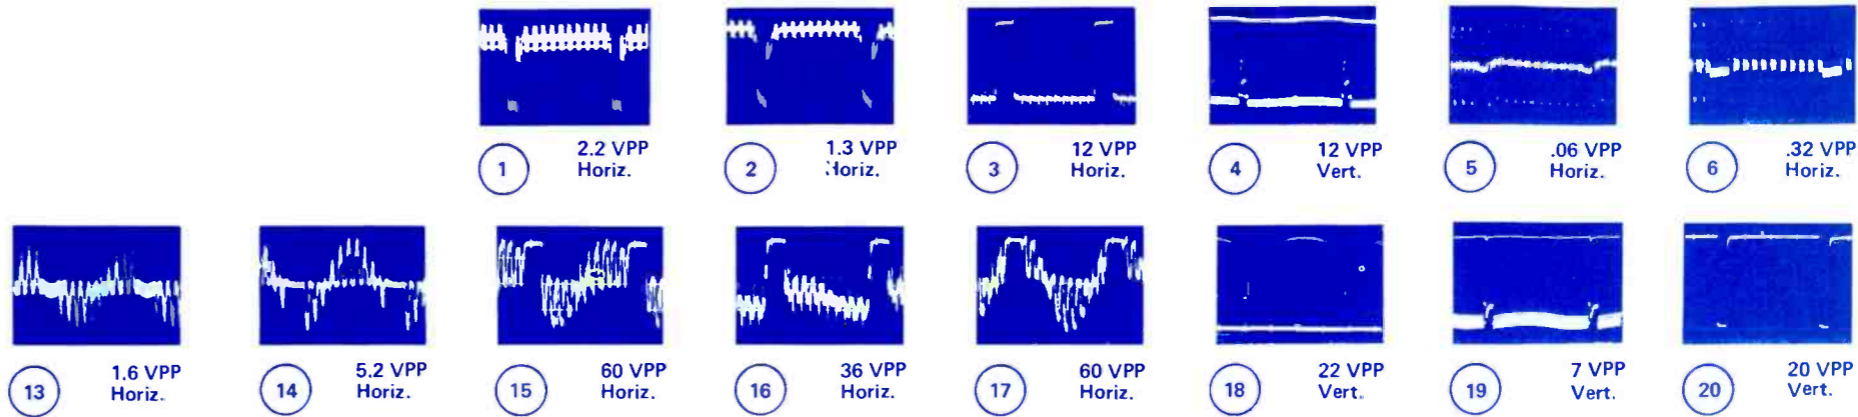 1 2.2 VPP
Horiz.
2 1.3 VPP
Horiz.
3 12 VPP
Horiz.
4 12 VPP
Vert.
5 .06 VPP
Horiz.
6 .32 VPP
Horiz.
13 1.6 VPP
Horiz.
14 5.2 VPP
Horiz.
15 60 VPP
Horiz.
16 36 VPP
Horiz.
17 60 VPP
Horiz.
18 22 VPP
Vert.
19 7 VPP
Vert.
20 20 VPP
Vert.